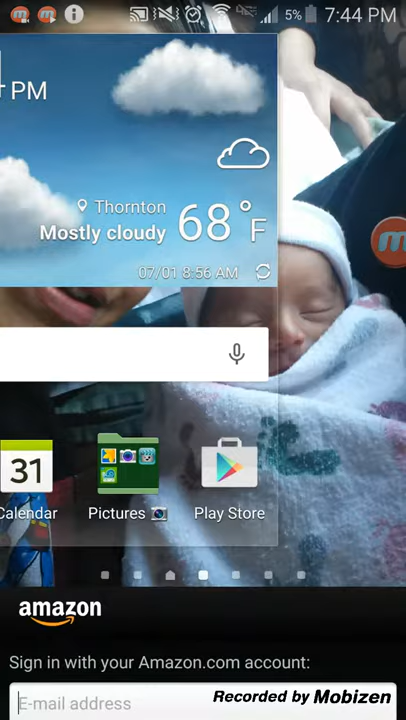 5% 7:44 PM
PM
Thornton
68°F
Mostly cloudy
07/01 8:56 AM
31
Calendar
Pictures
Play Store
amazon
Sign in with your Amazon.com account:
E-mail address
Recorded by Mobizen